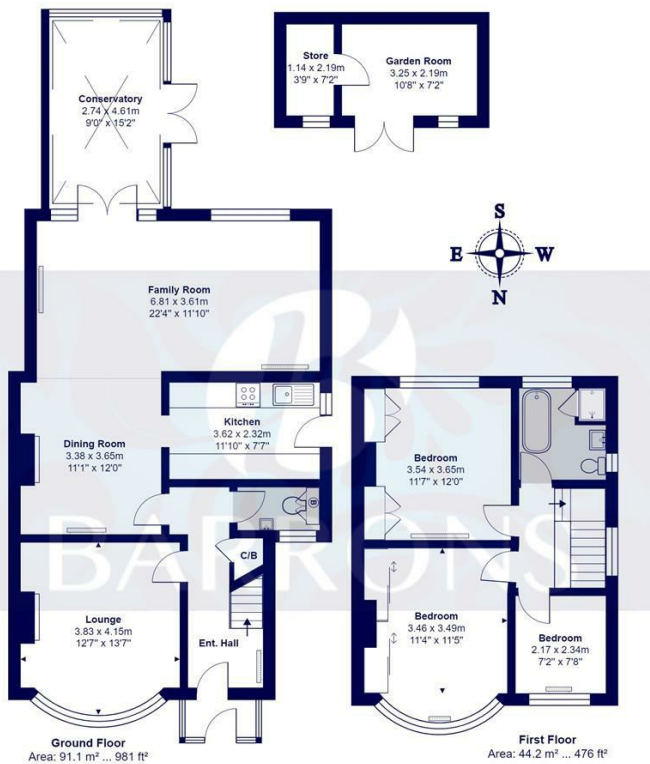 Store
1.14 x 2.19m
3'9" x 7'2"
Garden Room
3.25 x 2.19m
10'8" x 7'2"
Conservatory
2.74 x 4.61m
9'0" x 15'2"
S
E W
N
Family Room
6.81 x 3.61m
22'4" x 11'10"
Kitchen
3.62 x 2.32m
11'10" x 7'7"
Dining Room
3.38 x 3.65m
11'1" x 12'0"
Bedroom
3.54 x 3.65m
11'7" x 12'0"
B
B
BARRONS
C/B
Lounge
3.83 x 4.15m
12'7" x 13'7"
Ent. Hall
Bedroom
3.46 x 3.49m
11'4" x 11'5"
Bedroom
2.17 x 2.34m
7'2" x 7'8"
Ground Floor
Area: 91.1 m² ... 981 ft²
First Floor
Area: 44.2 m² ... 476 ft²